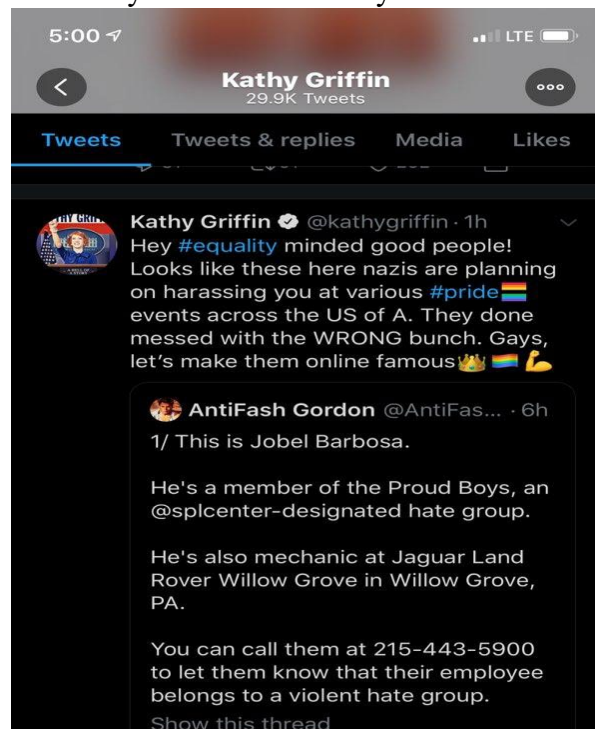 5:00 LTE
Kathy Griffin
29.9K Tweets
Tweets Tweets & replies Media Likes
Kathy Griffin @kathygriffin · 1h
Hey #equality minded good people!
Looks like these here nazis are planning
on harassing you at various #pride🏳️‍🌈
events across the US of A. They done
messed with the WRONG bunch. Gays,
let's make them online famous👑🏳️‍🌈💪
AntiFash Gordon @AntiFas... · 6h
1/ This is Jobel Barbosa.
He's a member of the Proud Boys, an
@splcenter-designated hate group.
He's also mechanic at Jaguar Land
Rover Willow Grove in Willow Grove,
PA.
You can call them at 215-443-5900
to let them know that their employee
belongs to a violent hate group.
Show this thread